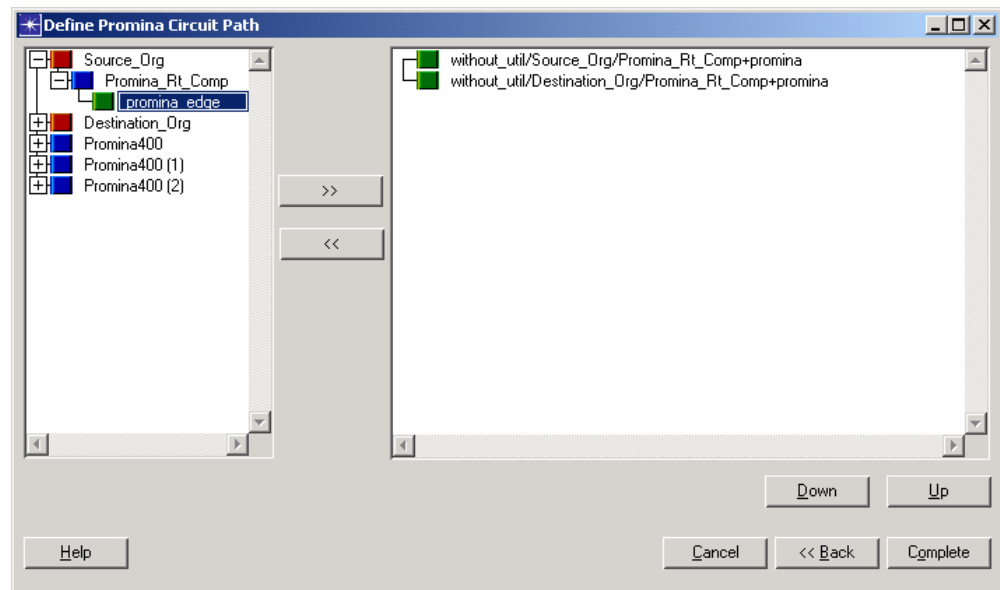 Define Promina Circuit Path
Source_Org
Promina_Rt_Comp
promina_edge
Destination_Org
Promina400
Promina400 (1)
Promina400 (2)
>>
<<
without_util/Source_Org/Promina_Rt_Comp+promina
without_util/Destination_Org/Promina_Rt_Comp+promina
Down
Up
Help
Cancel
<< Back
Complete